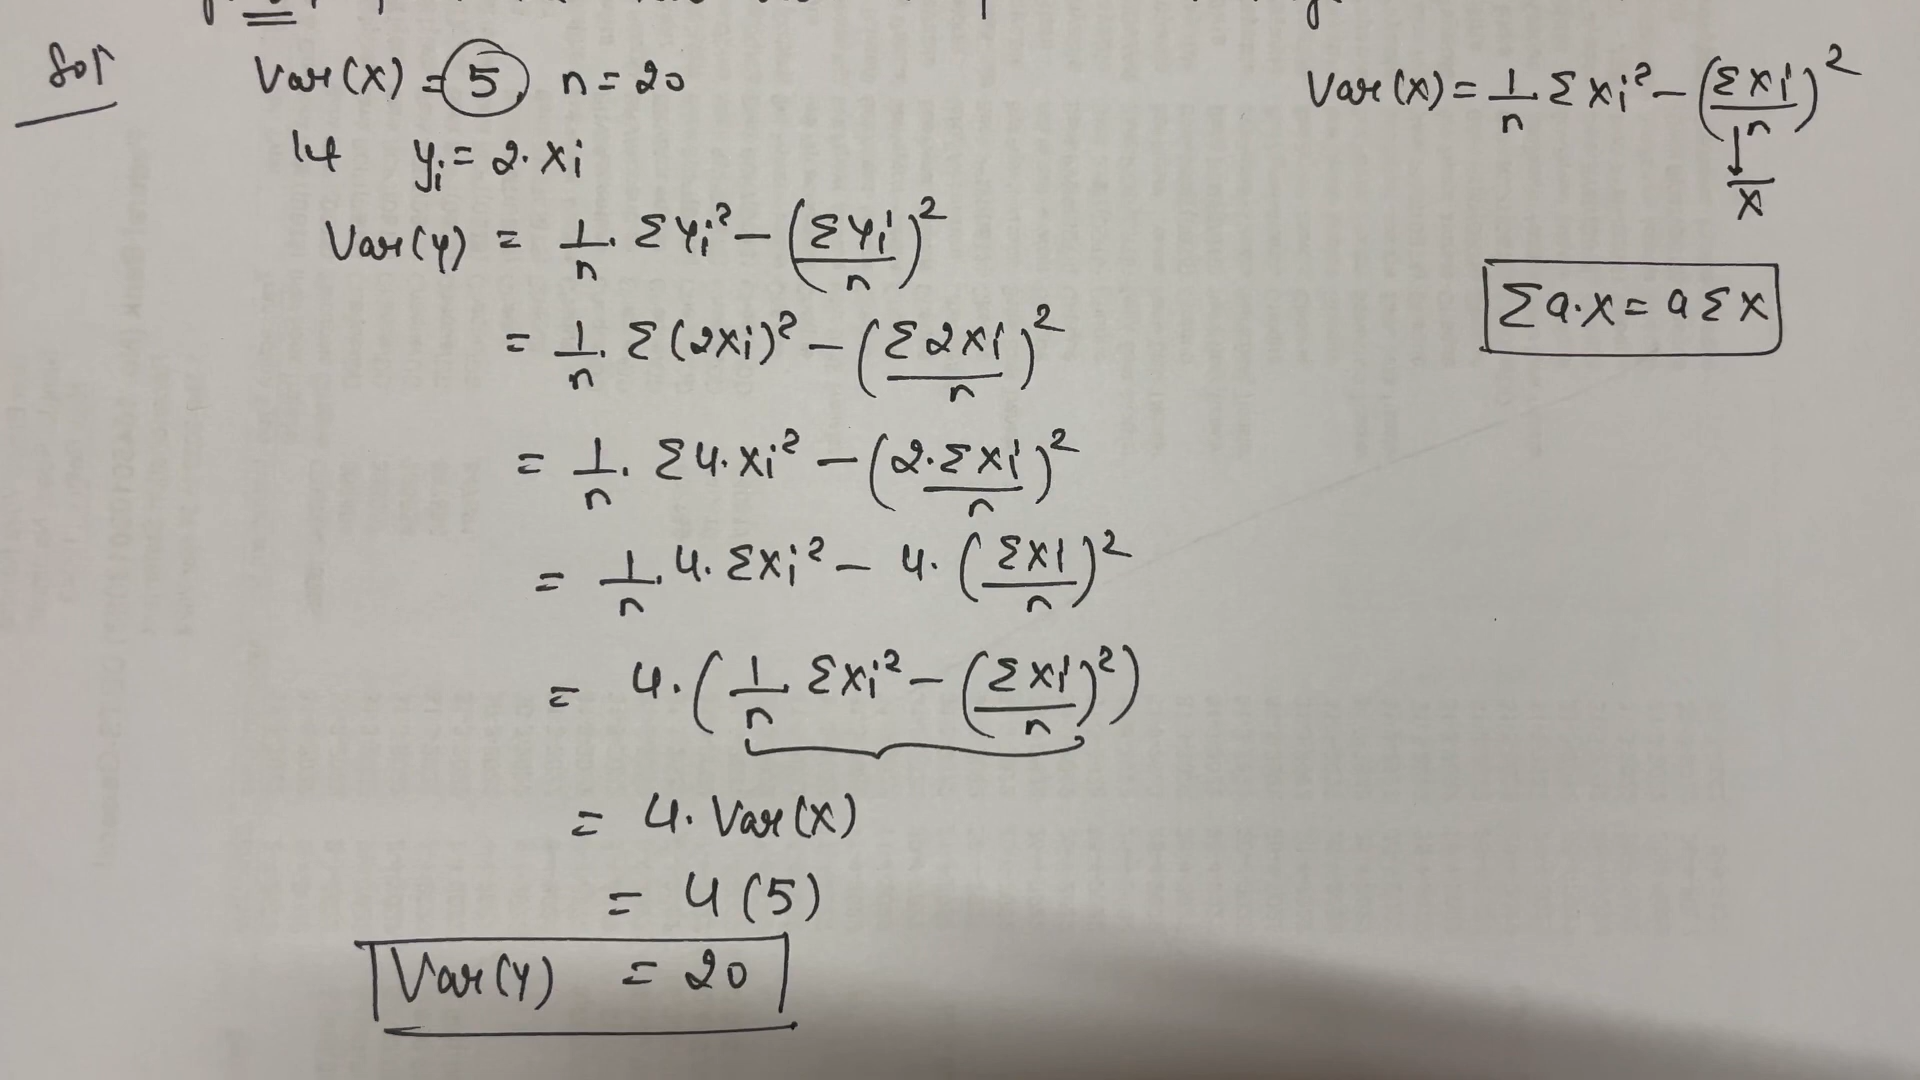 Sol
Var(X) = 5, n = 20
let yi = 2. Xi
Var(Y) = 1/n. Σ Yi² - (ΣYi/n)²
= 1/n. Σ(2Xi)² - (Σ2Xi/n)²
= 1/n. Σ4.Xi² - (2.ΣXi/n)²
= 1/n. 4. ΣXi² - 4. (ΣXi/n)²
= 4. (1/n ΣXi² - (ΣXi/n)²)
= 4. Var(X)
= 4 (5)
Var(Y) = 20
Var(X) = 1/n ΣXi² - (ΣXi/n)²
X̅
Σa.X = aΣX